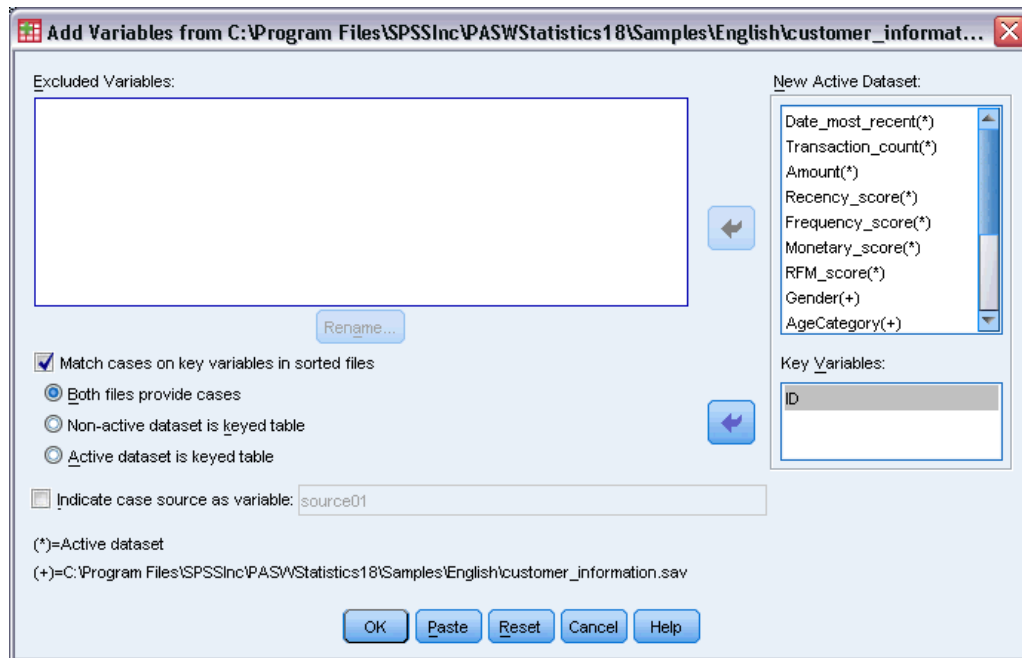 Add Variables from C:\Program Files\SPSSInc\PASWStatistics18\Samples\English\customer_informat...
Excluded Variables:
New Active Dataset:
Date_most_recent(*)
Transaction_count(*)
Amount(*)
Recency_score(*)
Frequency_score(*)
Monetary_score(*)
RFM_score(*)
Gender(+)
AgeCategory(+)
Rename...
Match cases on key variables in sorted files
Both files provide cases
Non-active dataset is keyed table
Active dataset is keyed table
Key Variables:
ID
Indicate case source as variable: source01
(*)=Active dataset
(+)=C:\Program Files\SPSSInc\PASWStatistics18\Samples\English\customer_information.sav
OK Paste Reset Cancel Help